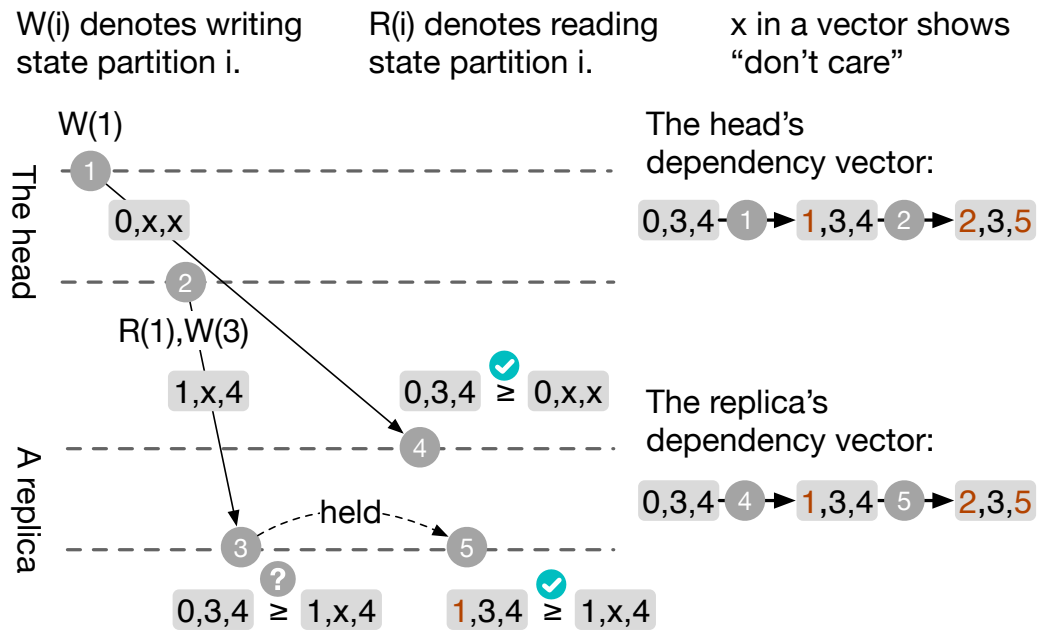 W(i) denotes writing
state partition i.
R(i) denotes reading
state partition i.
x in a vector shows
“don’t care”
W(1)
The head
1
0,x,x
2
R(1),W(3)
1,x,4
The head’s
dependency vector:
0,3,4 1 1,3,4 2 2,3,5
0,3,4 ≥ 0,x,x
A replica
4
held
3
5
?
0,3,4 ≥ 1,x,4
1,3,4 ≥ 1,x,4
The replica’s
dependency vector:
0,3,4 4 1,3,4 5 2,3,5